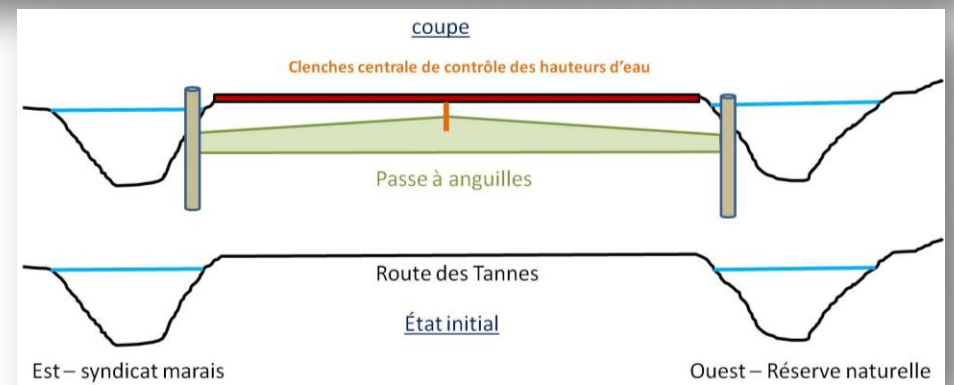 coupe
Clenches centrale de contrôle des hauteurs d'eau
Passe à anguilles
Route des Tannes
État initial
Est – syndicat marais
Ouest – Réserve naturelle